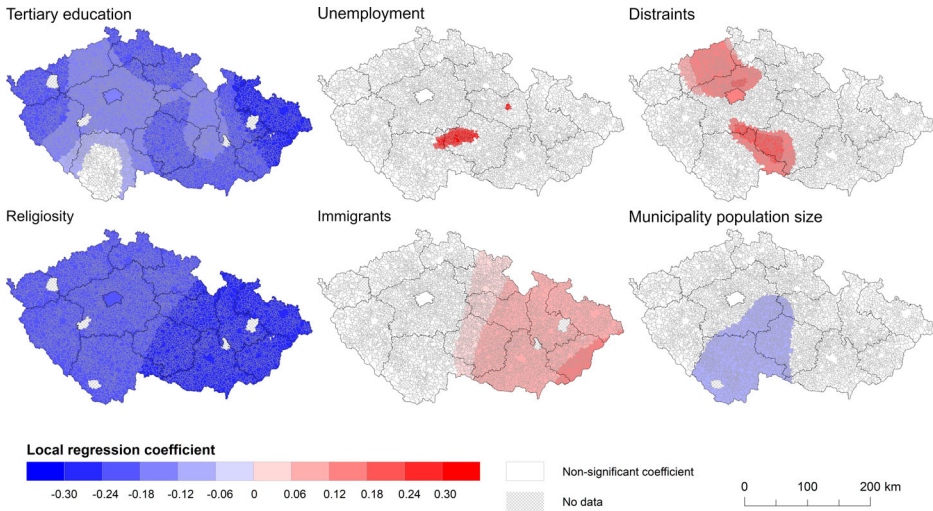 Tertiary education
Unemployment
Distraints
Religiosity
Immigrants
Municipality population size
Local regression coefficient
-0.30 -0.24 -0.18 -0.12 -0.06 0 0.06 0.12 0.18 0.24 0.30
Non-significant coefficient
No data
0 100 200 km